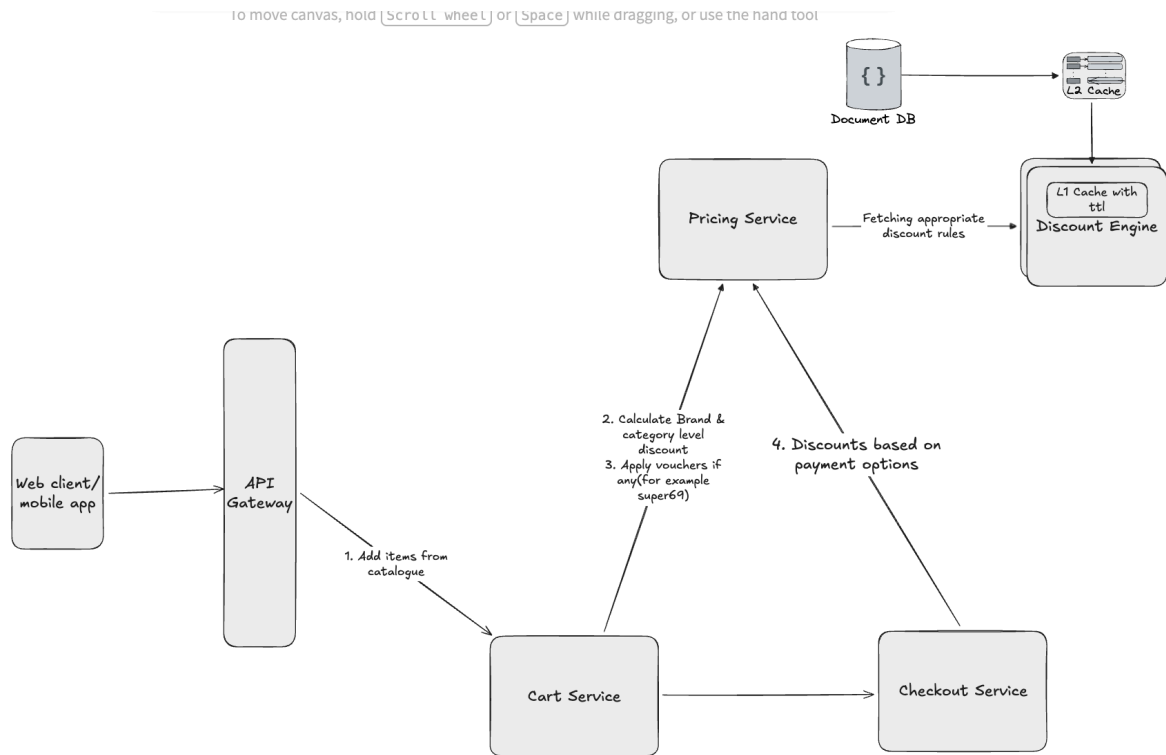 To move canvas, hold Scroll wheel or Space while dragging, or use the hand tool
{ }
Document DB
L2 Cache
Pricing Service
Fetching appropriate
discount rules
L1 Cache with
ttl
Discount Engine
2. Calculate Brand &
category level
discount
3. Apply vouchers if
any(for example
super69)
4. Discounts based on
payment options
Web client/
mobile app
API
Gateway
1. Add items from
catalogue
Cart Service
Checkout Service